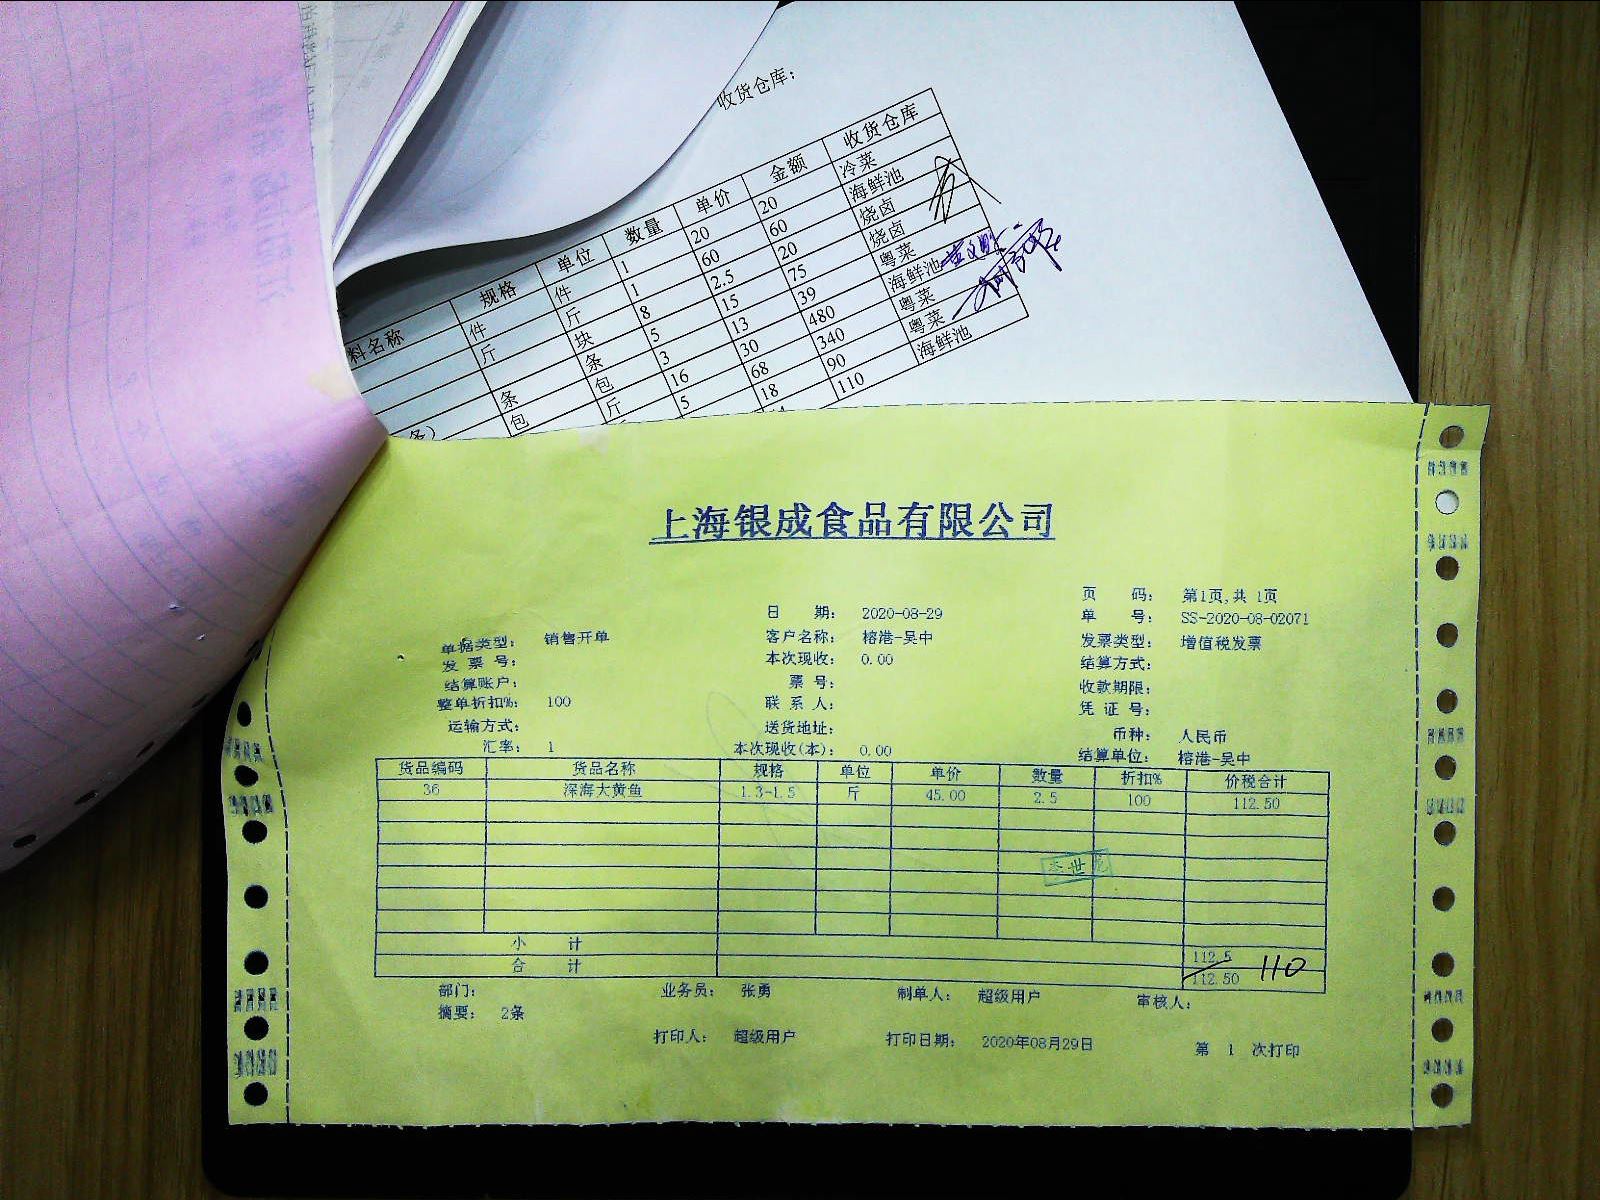 收货仓库：
料名称 规格 单位 数量 单价 金额 收货仓库
件 件 1 20 20 冷菜
斤 斤 1 60 60 海鲜池
块 8 2.5 20 烧卤
条 条 5 15 75 烧卤
包 包 3 13 39 粤菜
斤 16 30 480 海鲜池
5 68 340 粤菜
18 90 粤菜
110 海鲜池
条)
上海银成食品有限公司
页 码： 第1页,共 1页
日 期： 2020-08-29 单 号： SS-2020-08-02071
单据类型： 销售开单 客户名称： 榕港-吴中 发票类型： 增值税发票
发 票 号： 本次现收： 0.00 结算方式：
结算账户： 票 号： 收款期限：
整单折扣%： 100 联 系 人： 凭 证 号：
运输方式： 送货地址： 币种： 人民币
汇率： 1 本次现收(本)： 0.00 结算单位： 榕港-吴中
货品编码 货品名称 规格 单位 单价 数量 折扣% 价税合计
36 深海大黄鱼 1.3-1.5 斤 45.00 2.5 100 112.50
小 计 112.5
合 计 112.50 110
部门： 业务员： 张勇 制单人： 超级用户 审核人：
摘要： 2条
打印人： 超级用户 打印日期： 2020年08月29日 第 1 次打印